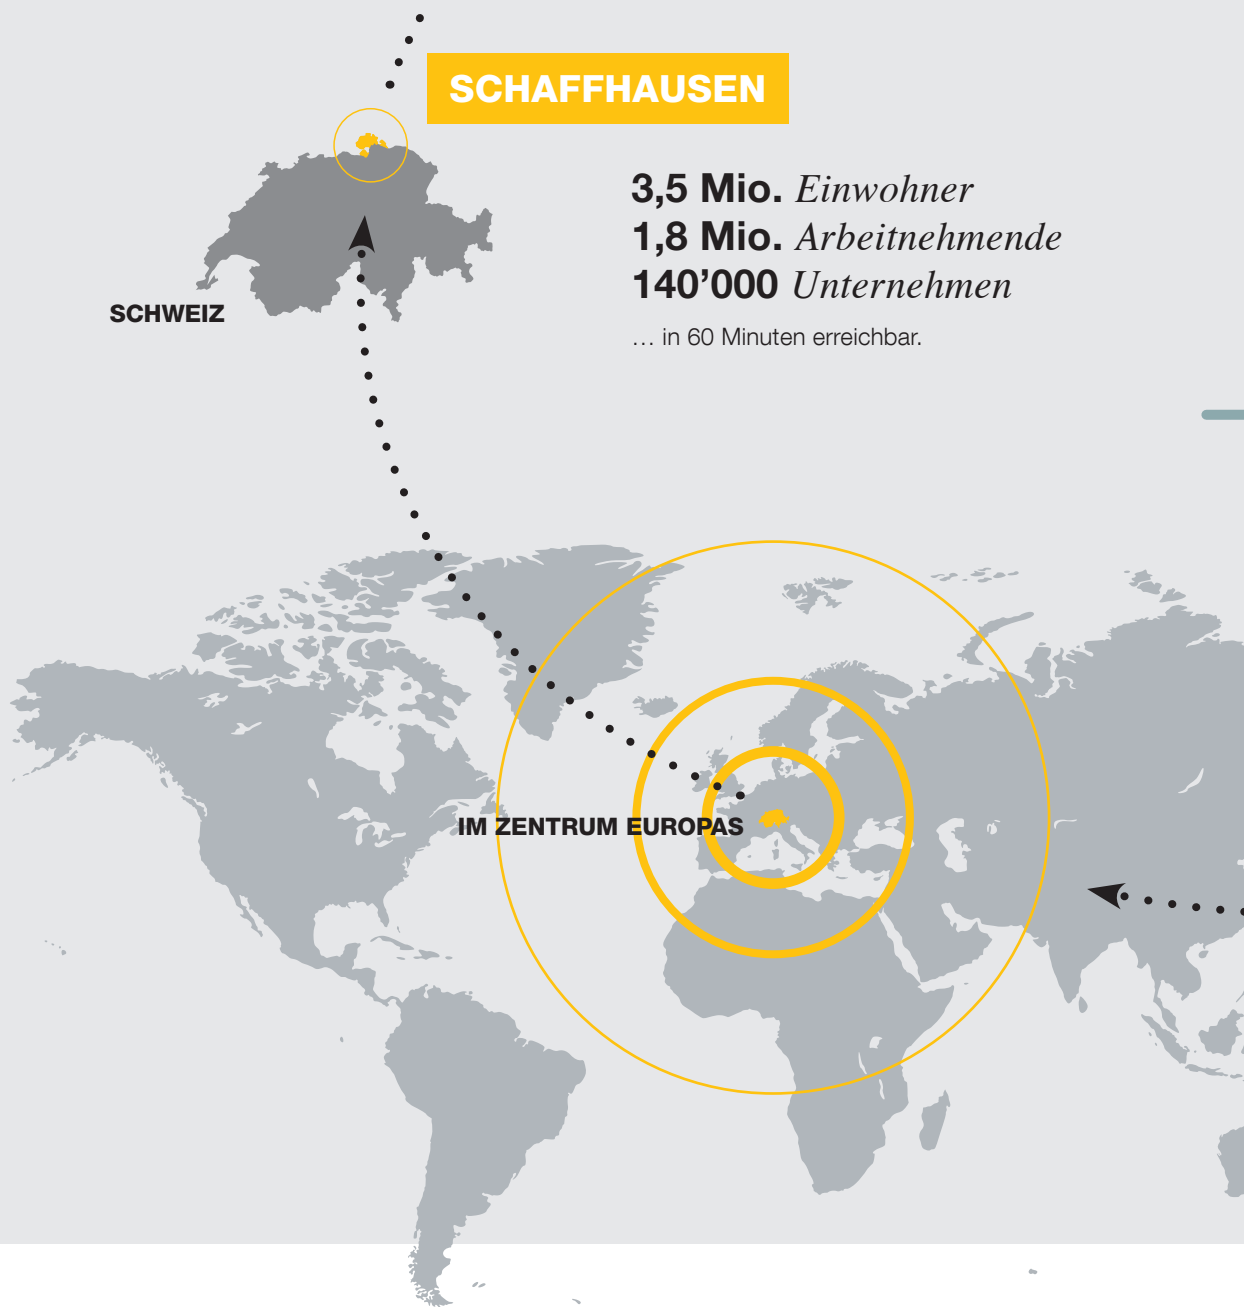 SCHAFFHAUSEN
3,5 Mio. Einwohner
1,8 Mio. Arbeitnehmende
140’000 Unternehmen
… in 60 Minuten erreichbar.
SCHWEIZ
IM ZENTRUM EUROPAS